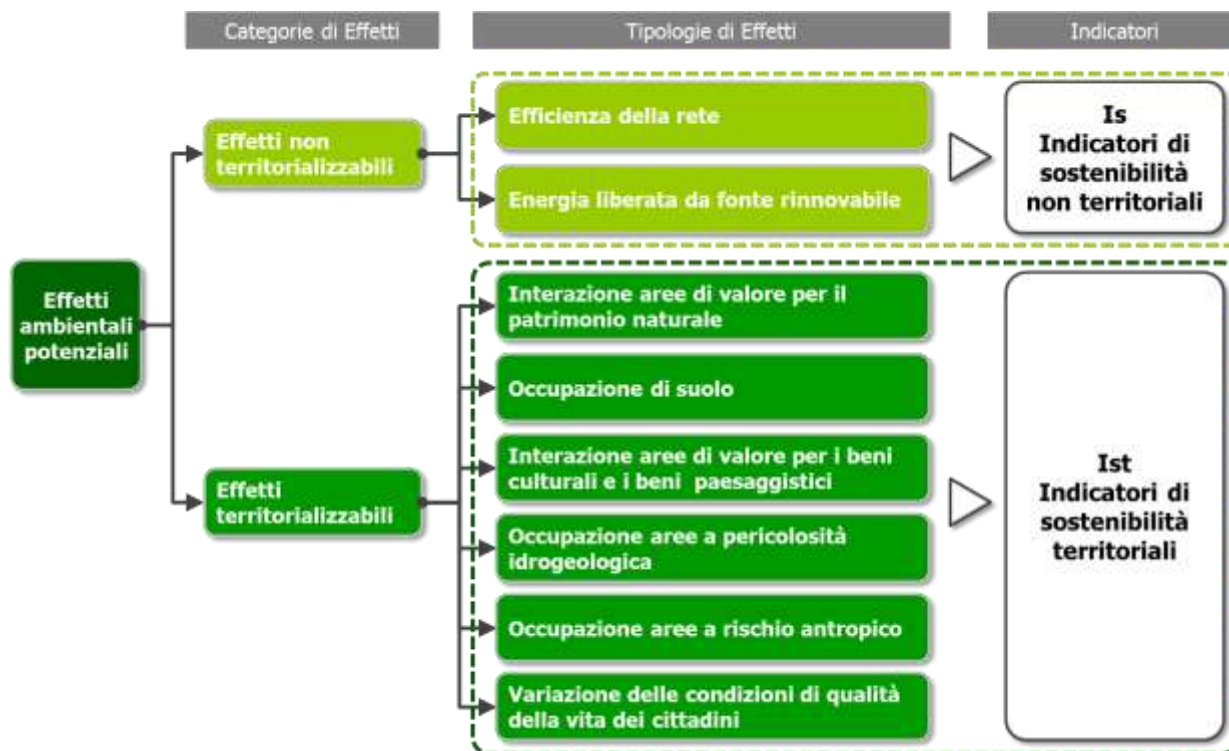 Categorie di Effetti
Tipologie di Effetti
Indicatori
Effetti
ambientali
potenziali
Effetti non
territorializzabili
Efficienza della rete
Energia liberata da fonte rinnovabile
Is
Indicatori di
sostenibilità
non territoriali
Effetti
territorializzabili
Interazione aree di valore per il
patrimonio naturale
Occupazione di suolo
Interazione aree di valore per i beni
culturali e i beni paesaggistici
Occupazione aree a pericolosità
idrogeologica
Occupazione aree a rischio antropico
Variazione delle condizioni di qualità
della vita dei cittadini
Ist
Indicatori di
sostenibilità
territoriali